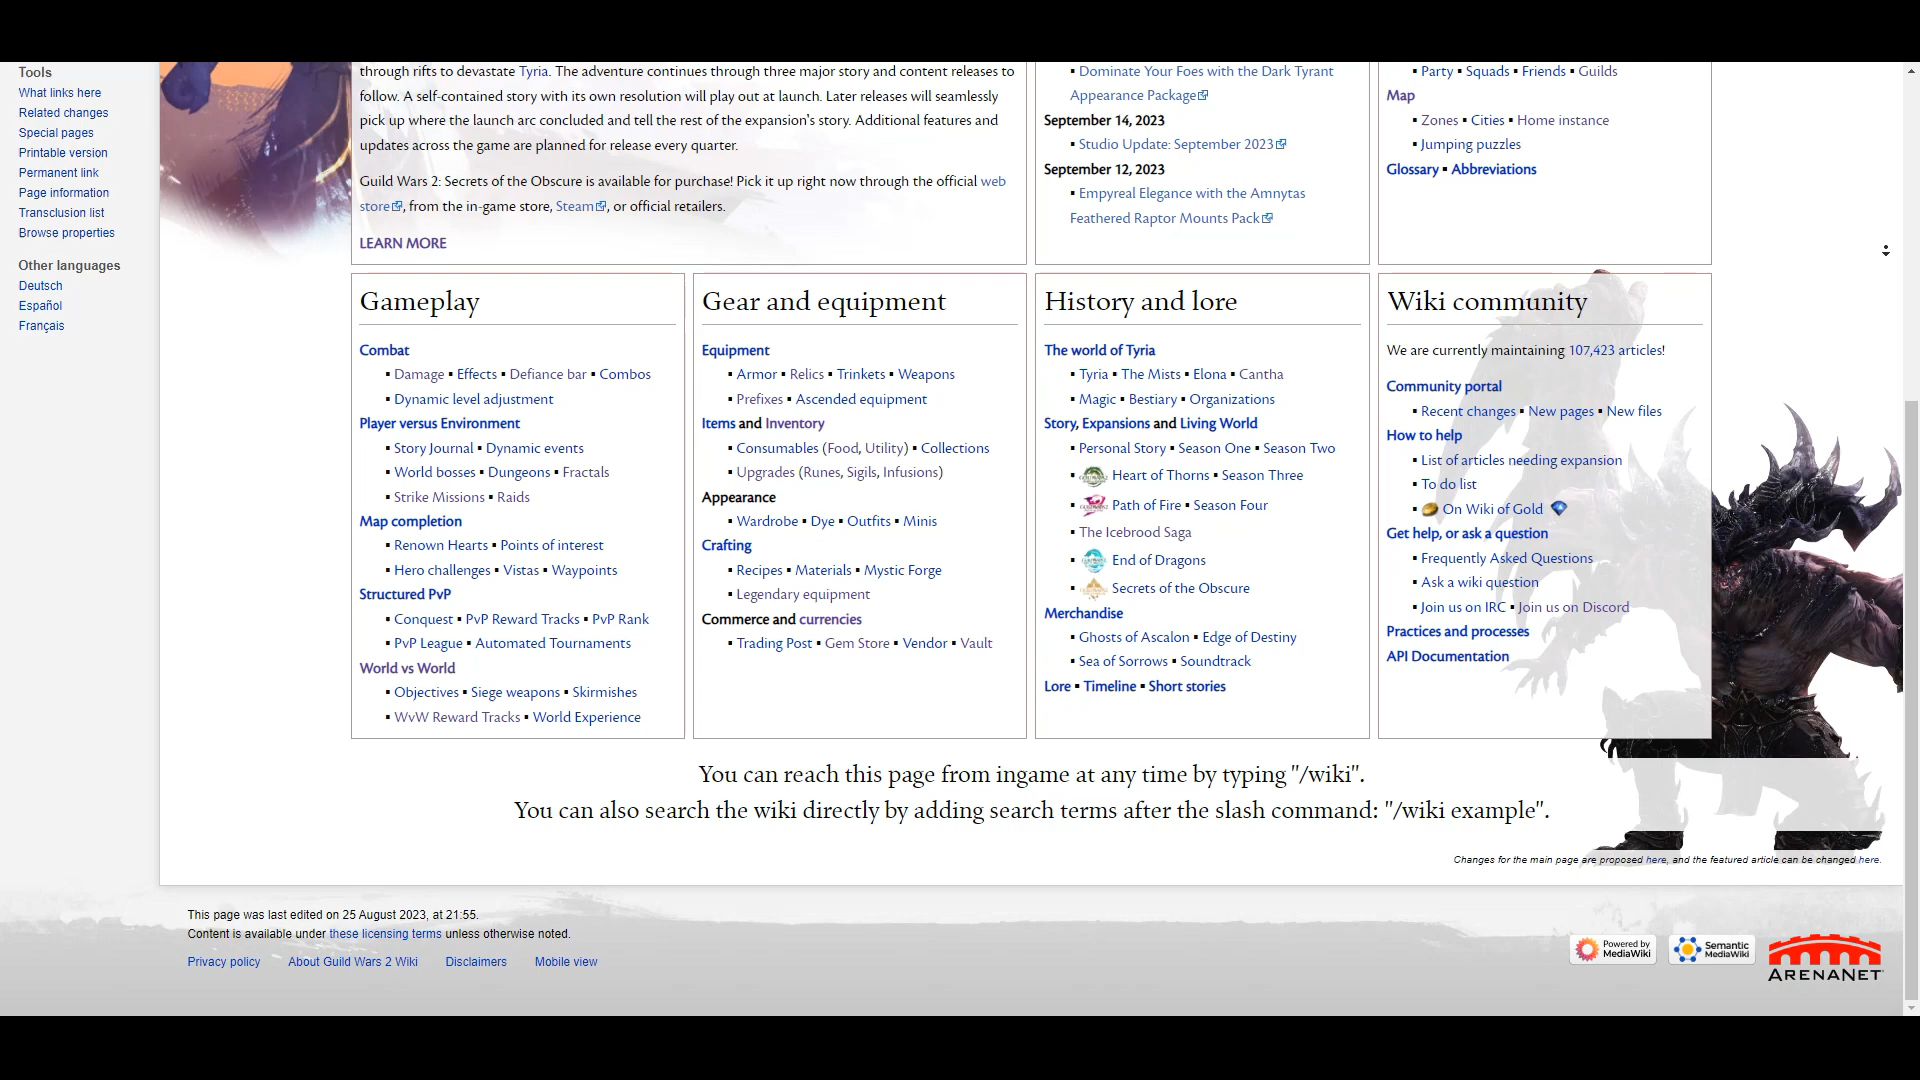 Tools
What links here
Related changes
Special pages
Printable version
Permanent link
Page information
Transclusion list
Browse properties
Other languages
Deutsch
Español
Français
through rifts to devastate Tyria. The adventure continues through three major story and content releases to
follow. A self-contained story with its own resolution will play out at launch. Later releases will seamlessly
pick up where the launch arc concluded and tell the rest of the expansion's story. Additional features and
updates across the game are planned for release every quarter.
Guild Wars 2: Secrets of the Obscure is available for purchase! Pick it up right now through the official web
store, from the in-game store, Steam, or official retailers.
LEARN MORE
▪ Dominate Your Foes with the Dark Tyrant
Appearance Package
September 14, 2023
▪ Studio Update: September 2023
September 12, 2023
▪ Empyreal Elegance with the Amnytas
Feathered Raptor Mounts Pack
▪ Party ▪ Squads ▪ Friends ▪ Guilds
Map
▪ Zones ▪ Cities ▪ Home instance
▪ Jumping puzzles
Glossary ▪ Abbreviations
Gameplay
Combat
▪ Damage ▪ Effects ▪ Defiance bar ▪ Combos
▪ Dynamic level adjustment
Player versus Environment
▪ Story Journal ▪ Dynamic events
▪ World bosses ▪ Dungeons ▪ Fractals
▪ Strike Missions ▪ Raids
Map completion
▪ Renown Hearts ▪ Points of interest
▪ Hero challenges ▪ Vistas ▪ Waypoints
Structured PvP
▪ Conquest ▪ PvP Reward Tracks ▪ PvP Rank
▪ PvP League ▪ Automated Tournaments
World vs World
▪ Objectives ▪ Siege weapons ▪ Skirmishes
▪ WvW Reward Tracks ▪ World Experience
Gear and equipment
Equipment
▪ Armor ▪ Relics ▪ Trinkets ▪ Weapons
▪ Prefixes ▪ Ascended equipment
Items and Inventory
▪ Consumables (Food, Utility) ▪ Collections
▪ Upgrades (Runes, Sigils, Infusions)
Appearance
▪ Wardrobe ▪ Dye ▪ Outfits ▪ Minis
Crafting
▪ Recipes ▪ Materials ▪ Mystic Forge
▪ Legendary equipment
Commerce and currencies
▪ Trading Post ▪ Gem Store ▪ Vendor ▪ Vault
History and lore
The world of Tyria
▪ Tyria ▪ The Mists ▪ Elona ▪ Cantha
▪ Magic ▪ Bestiary ▪ Organizations
Story, Expansions and Living World
▪ Personal Story ▪ Season One ▪ Season Two
▪ Heart of Thorns ▪ Season Three
▪ Path of Fire ▪ Season Four
▪ The Icebrood Saga
▪ End of Dragons
▪ Secrets of the Obscure
Merchandise
▪ Ghosts of Ascalon ▪ Edge of Destiny
▪ Sea of Sorrows ▪ Soundtrack
Lore ▪ Timeline ▪ Short stories
Wiki community
We are currently maintaining 107,423 articles!
Community portal
▪ Recent changes ▪ New pages ▪ New files
How to help
▪ List of articles needing expansion
▪ To do list
▪ On Wiki of Gold
Get help, or ask a question
▪ Frequently Asked Questions
▪ Ask a wiki question
▪ Join us on IRC ▪ Join us on Discord
Practices and processes
API Documentation
You can reach this page from ingame at any time by typing "/wiki".
You can also search the wiki directly by adding search terms after the slash command: "/wiki example".
Changes for the main page are proposed here, and the featured article can be changed here.
This page was last edited on 25 August 2023, at 21:55.
Content is available under these licensing terms unless otherwise noted.
Privacy policy
About Guild Wars 2 Wiki
Disclaimers
Mobile view
Powered by
MediaWiki
Semantic
MediaWiki
ARENANET